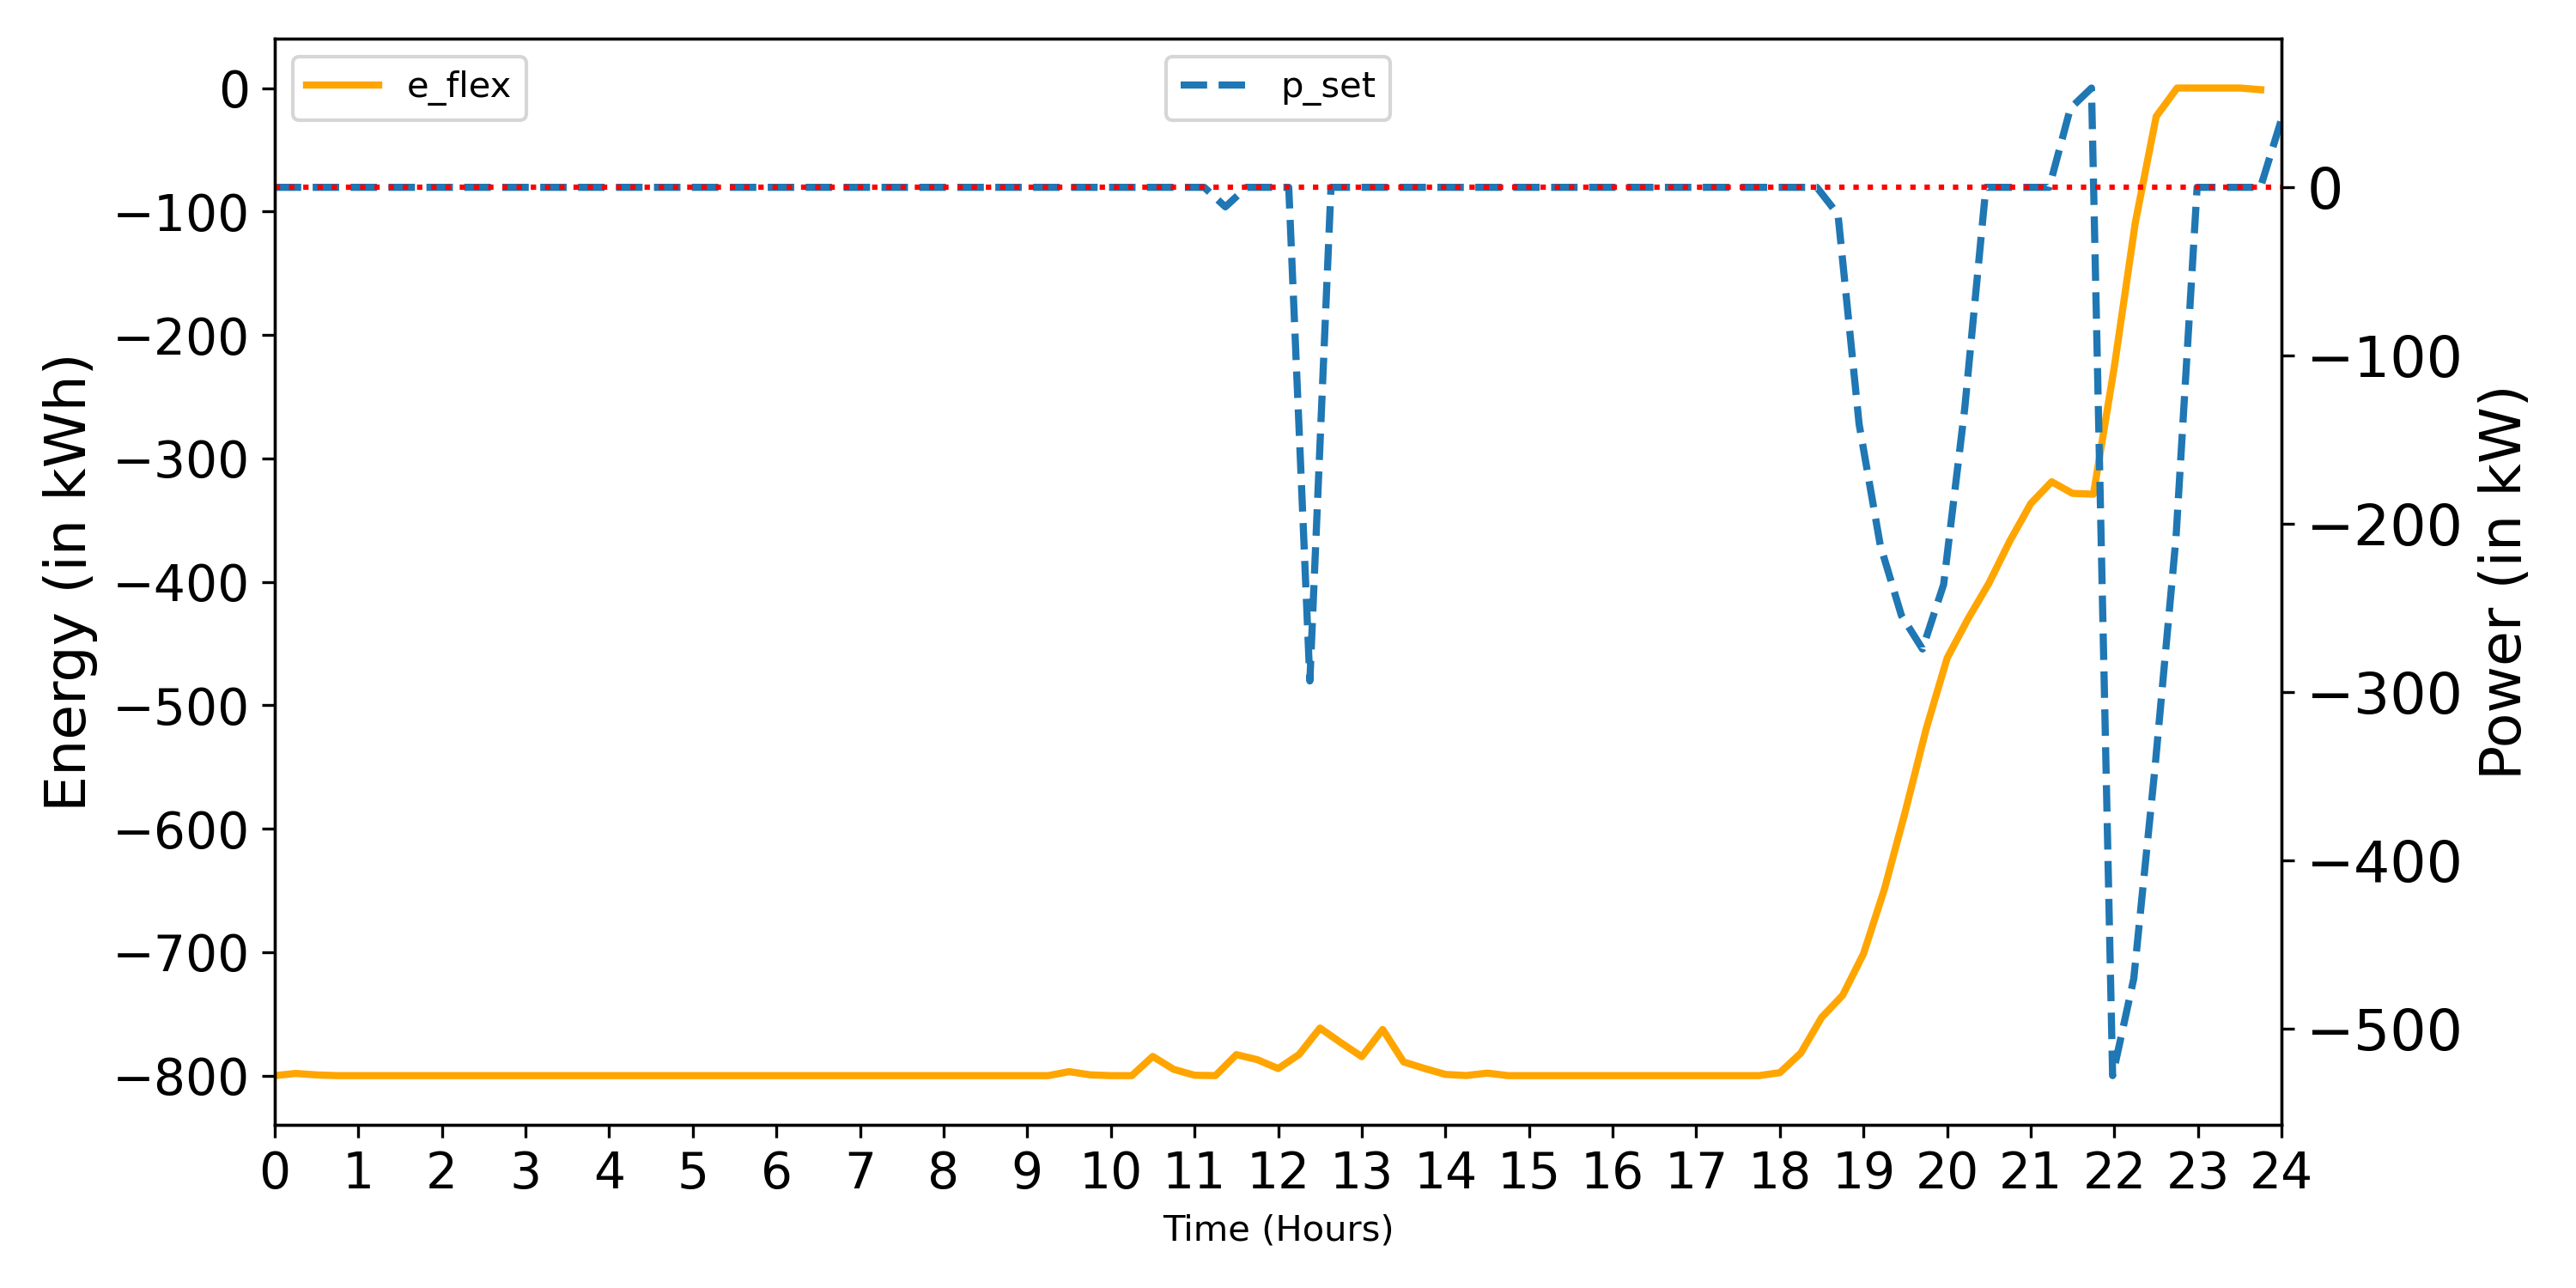 e_flex
p_set
0
−100
−200
−300
−400
−500
−600
−700
−800
Energy (in kWh)
0
−100
−200
−300
−400
−500
Power (in kW)
0 1 2 3 4 5 6 7 8 9 10 11 12 13 14 15 16 17 18 19 20 21 22 23 24
Time (Hours)